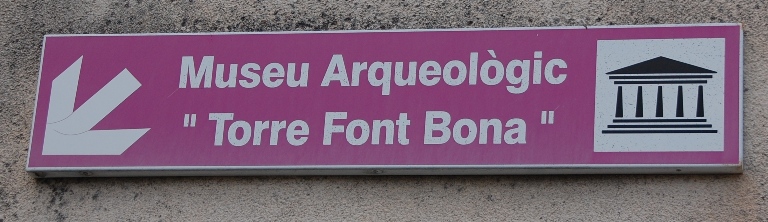 Museu Arqueològic
" Torre Font Bona "